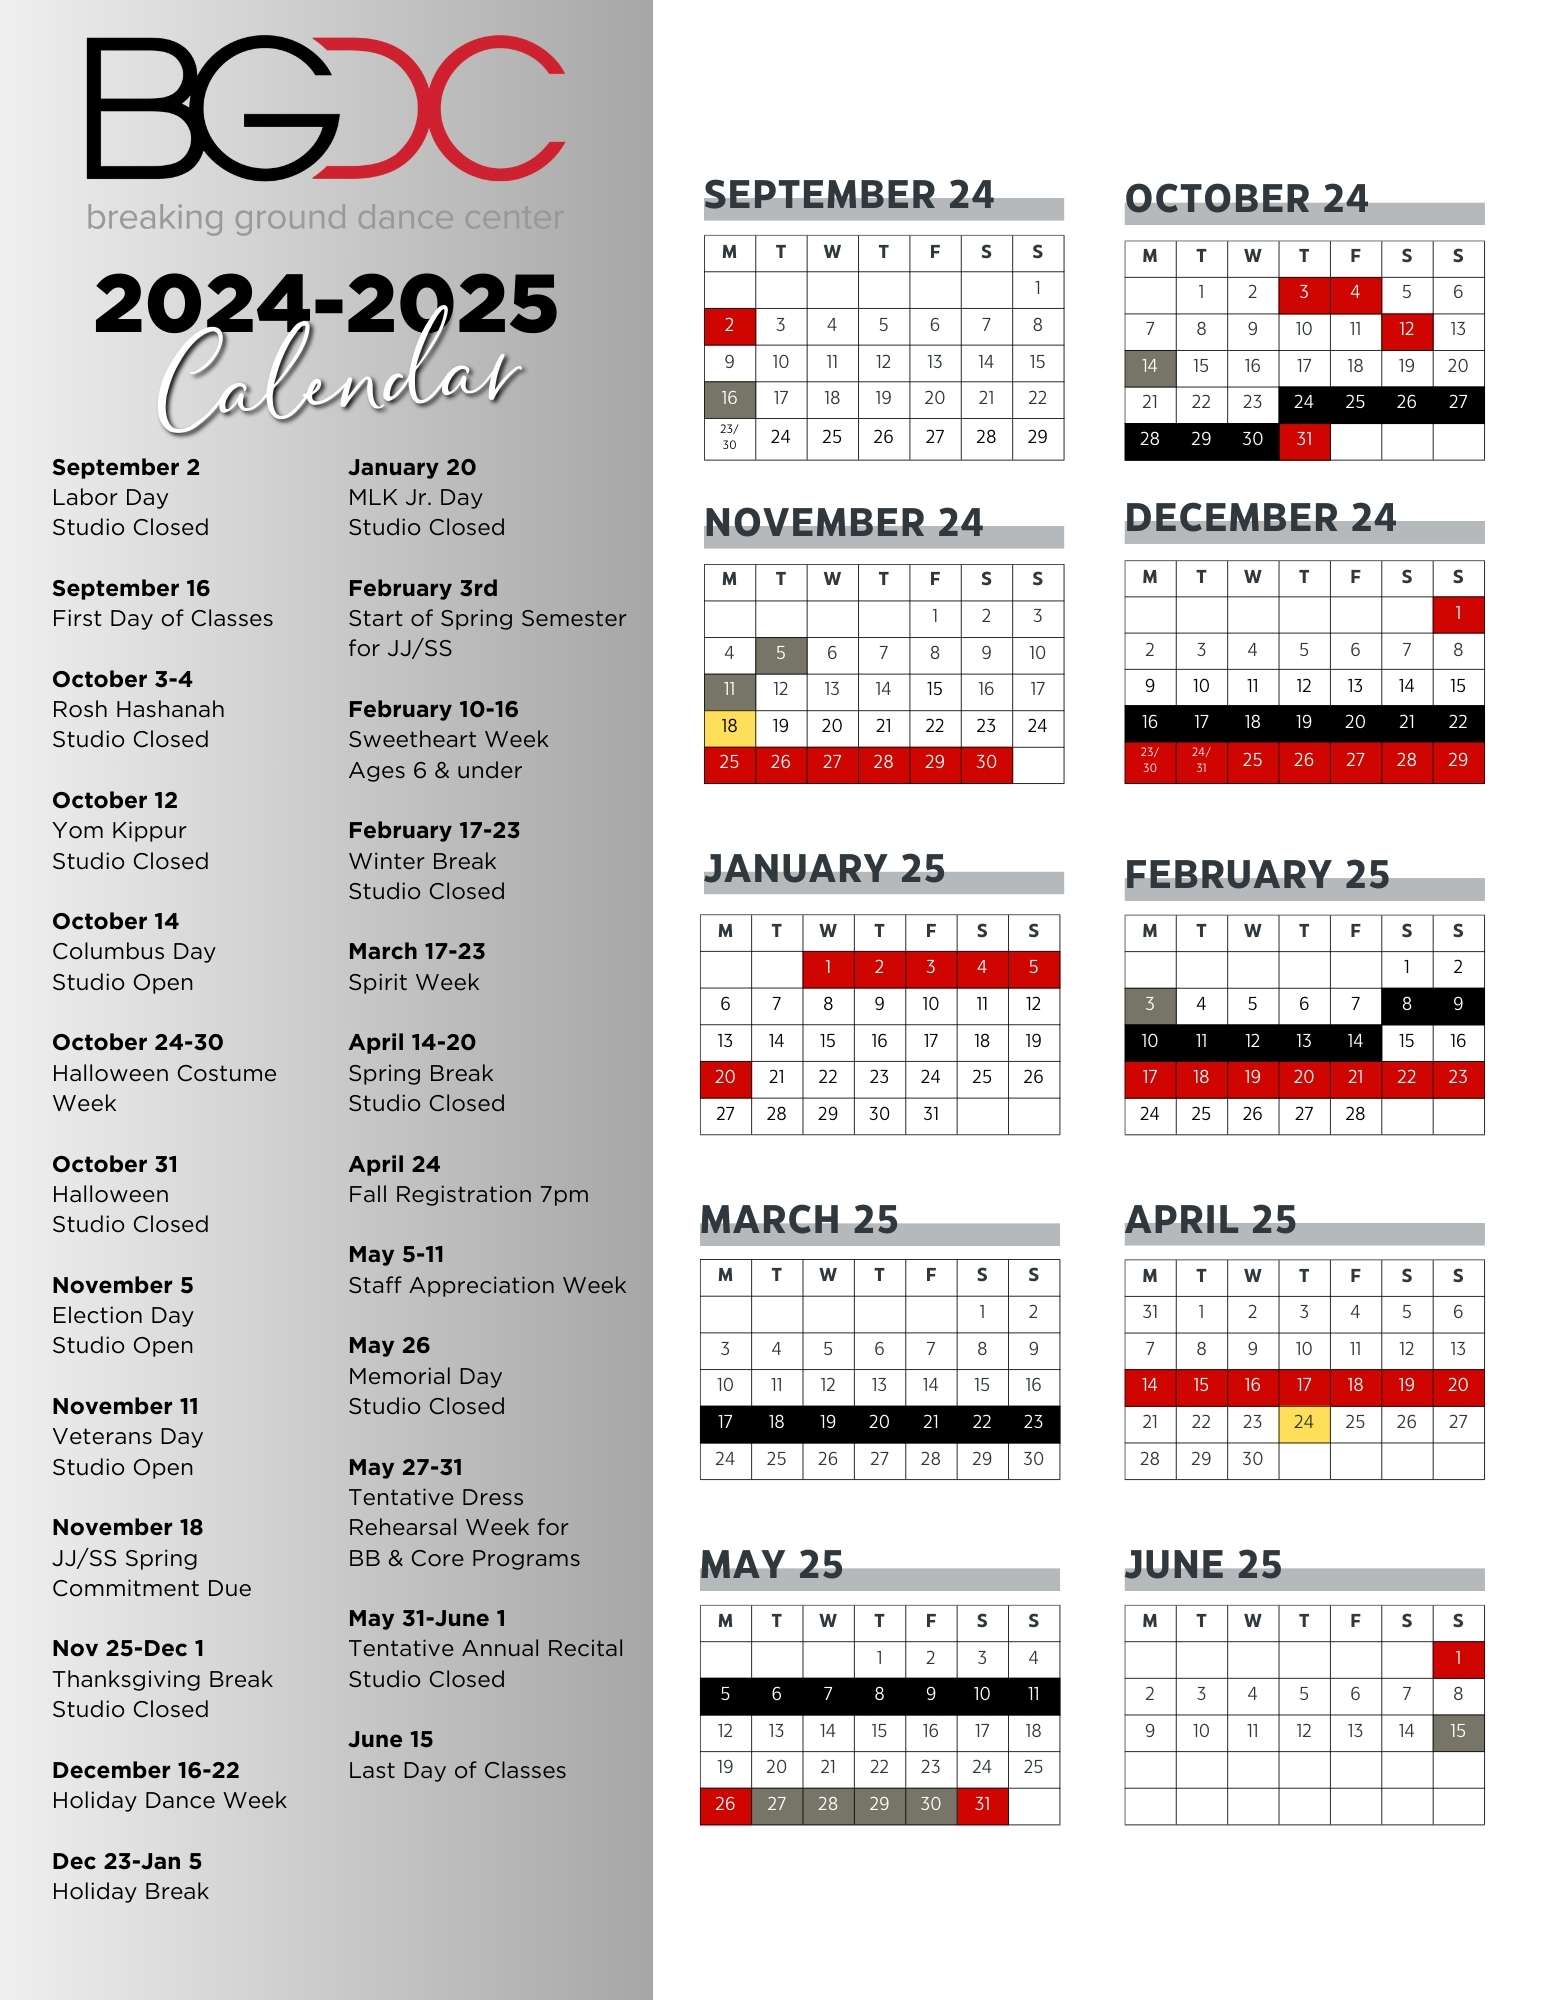 BGDC
breaking ground dance center
2024-2025
Calendar
September 2
Labor Day
Studio Closed
September 16
First Day of Classes
October 3-4
Rosh Hashanah
Studio Closed
October 12
Yom Kippur
Studio Closed
October 14
Columbus Day
Studio Open
October 24-30
Halloween Costume
Week
October 31
Halloween
Studio Closed
November 5
Election Day
Studio Open
November 11
Veterans Day
Studio Open
November 18
JJ/SS Spring
Commitment Due
Nov 25-Dec 1
Thanksgiving Break
Studio Closed
December 16-22
Holiday Dance Week
Dec 23-Jan 5
Holiday Break
January 20
MLK Jr. Day
Studio Closed
February 3rd
Start of Spring Semester
for JJ/SS
February 10-16
Sweetheart Week
Ages 6 & under
February 17-23
Winter Break
Studio Closed
March 17-23
Spirit Week
April 14-20
Spring Break
Studio Closed
April 24
Fall Registration 7pm
May 5-11
Staff Appreciation Week
May 26
Memorial Day
Studio Closed
May 27-31
Tentative Dress
Rehearsal Week for
BB & Core Programs
May 31-June 1
Tentative Annual Recital
Studio Closed
June 15
Last Day of Classes
SEPTEMBER 24
M T W T F S S
1
2 3 4 5 6 7 8
9 10 11 12 13 14 15
16 17 18 19 20 21 22
23/30 24 25 26 27 28 29
OCTOBER 24
M T W T F S S
1 2 3 4 5 6
7 8 9 10 11 12 13
14 15 16 17 18 19 20
21 22 23 24 25 26 27
28 29 30 31
NOVEMBER 24
M T W T F S S
1 2 3
4 5 6 7 8 9 10
11 12 13 14 15 16 17
18 19 20 21 22 23 24
25 26 27 28 29 30
DECEMBER 24
M T W T F S S
1
2 3 4 5 6 7 8
9 10 11 12 13 14 15
16 17 18 19 20 21 22
23/30 24/31 25 26 27 28 29
JANUARY 25
M T W T F S S
1 2 3 4 5
6 7 8 9 10 11 12
13 14 15 16 17 18 19
20 21 22 23 24 25 26
27 28 29 30 31
FEBRUARY 25
M T W T F S S
1 2
3 4 5 6 7 8 9
10 11 12 13 14 15 16
17 18 19 20 21 22 23
24 25 26 27 28
MARCH 25
M T W T F S S
1 2
3 4 5 6 7 8 9
10 11 12 13 14 15 16
17 18 19 20 21 22 23
24 25 26 27 28 29 30
APRIL 25
M T W T F S S
31 1 2 3 4 5 6
7 8 9 10 11 12 13
14 15 16 17 18 19 20
21 22 23 24 25 26 27
28 29 30
MAY 25
M T W T F S S
1 2 3 4
5 6 7 8 9 10 11
12 13 14 15 16 17 18
19 20 21 22 23 24 25
26 27 28 29 30 31
JUNE 25
M T W T F S S
1
2 3 4 5 6 7 8
9 10 11 12 13 14 15